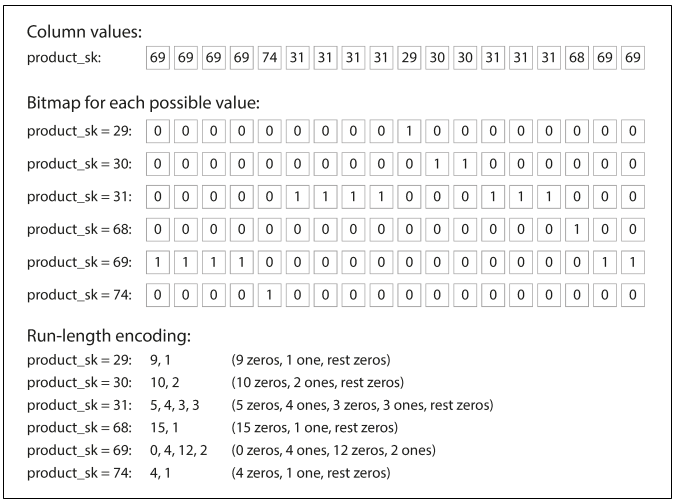 Column values:
product_sk: 69 69 69 69 74 31 31 31 31 29 30 30 31 31 31 68 69 69
Bitmap for each possible value:
product_sk = 29: 0 0 0 0 0 0 0 0 0 1 0 0 0 0 0 0 0 0
product_sk = 30: 0 0 0 0 0 0 0 0 0 0 1 1 0 0 0 0 0 0
product_sk = 31: 0 0 0 0 0 1 1 1 1 0 0 0 1 1 1 0 0 0
product_sk = 68: 0 0 0 0 0 0 0 0 0 0 0 0 0 0 0 1 0 0
product_sk = 69: 1 1 1 1 0 0 0 0 0 0 0 0 0 0 0 0 1 1
product_sk = 74: 0 0 0 0 1 0 0 0 0 0 0 0 0 0 0 0 0 0
Run-length encoding:
product_sk = 29: 9, 1 (9 zeros, 1 one, rest zeros)
product_sk = 30: 10, 2 (10 zeros, 2 ones, rest zeros)
product_sk = 31: 5, 4, 3, 3 (5 zeros, 4 ones, 3 zeros, 3 ones, rest zeros)
product_sk = 68: 15, 1 (15 zeros, 1 one, rest zeros)
product_sk = 69: 0, 4, 12, 2 (0 zeros, 4 ones, 12 zeros, 2 ones)
product_sk = 74: 4, 1 (4 zeros, 1 one, rest zeros)